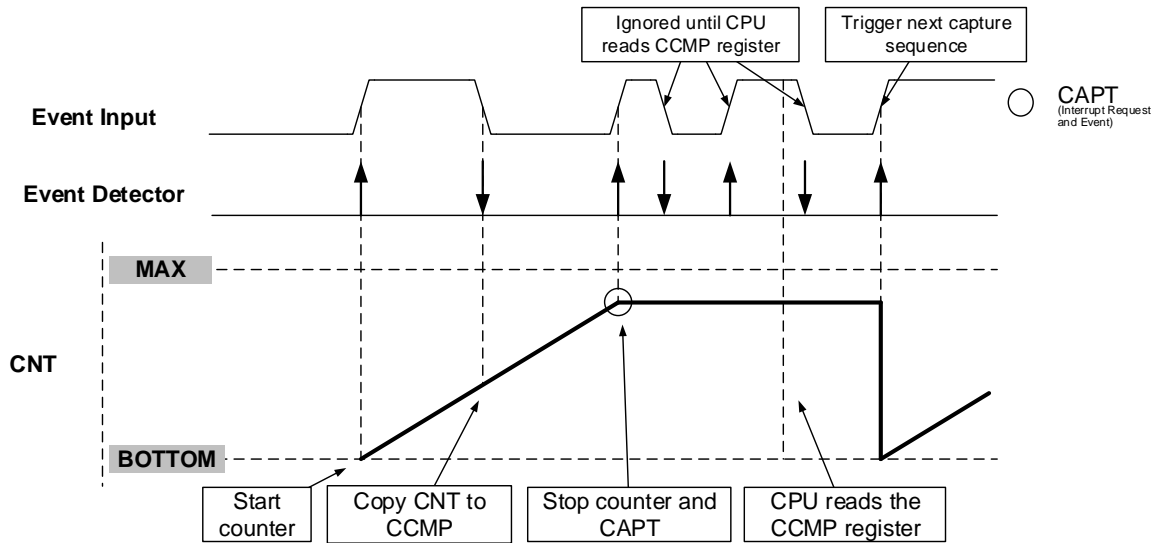 Ignored until CPU
reads CCMP register
Trigger next capture
sequence
Event Input
CAPT
(Interrupt Request
and Event)
Event Detector
MAX
CNT
BOTTOM
Start
counter
Copy CNT to
CCMP
Stop counter and
CAPT
CPU reads the
CCMP register